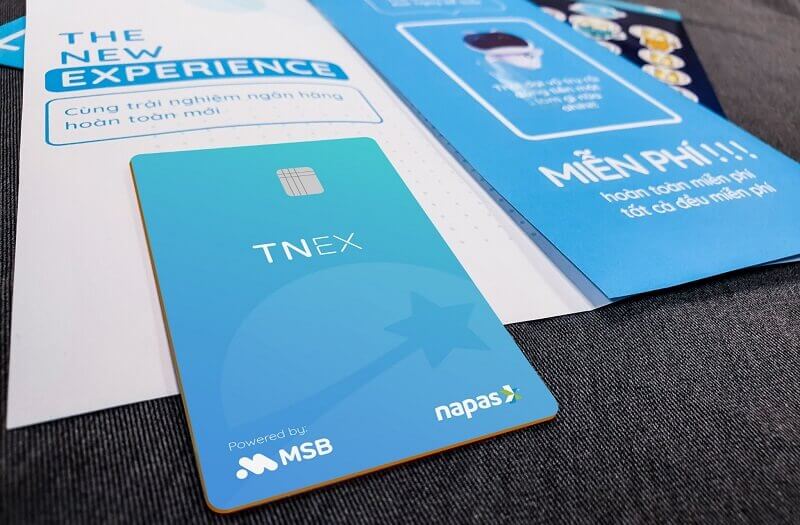 THE
NEW
EXPERIENCE
Cùng trải nghiệm ngân hàng
hoàn toàn mới
MIỄN PHÍ!!!
hoàn toàn miễn phí
tất cả đều miễn phí
TNEX
Powered by:
MSB
napas